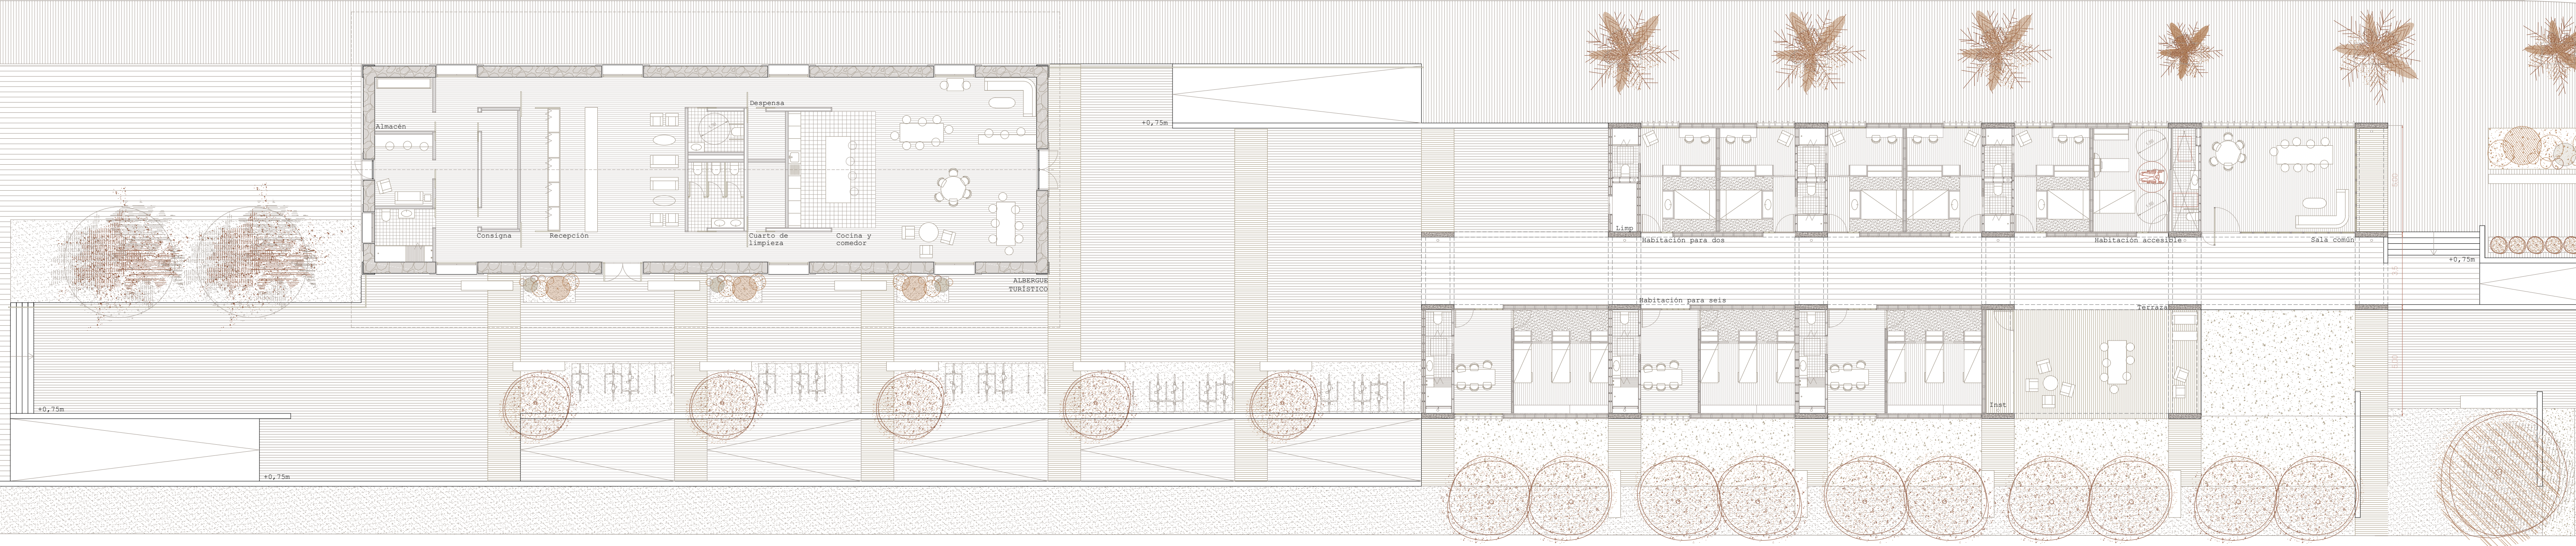 Despensa
Almacén
+0,75m
Consigna
Recepción
Cuarto de
limpieza
Cocina y
comedor
Limp
Habitación para dos
Habitación accesible
Sala común
+0,75m
ALBERGUE
TURÍSTICO
Habitación para seis
Terraza
Inst
+0,75m
+0,75m